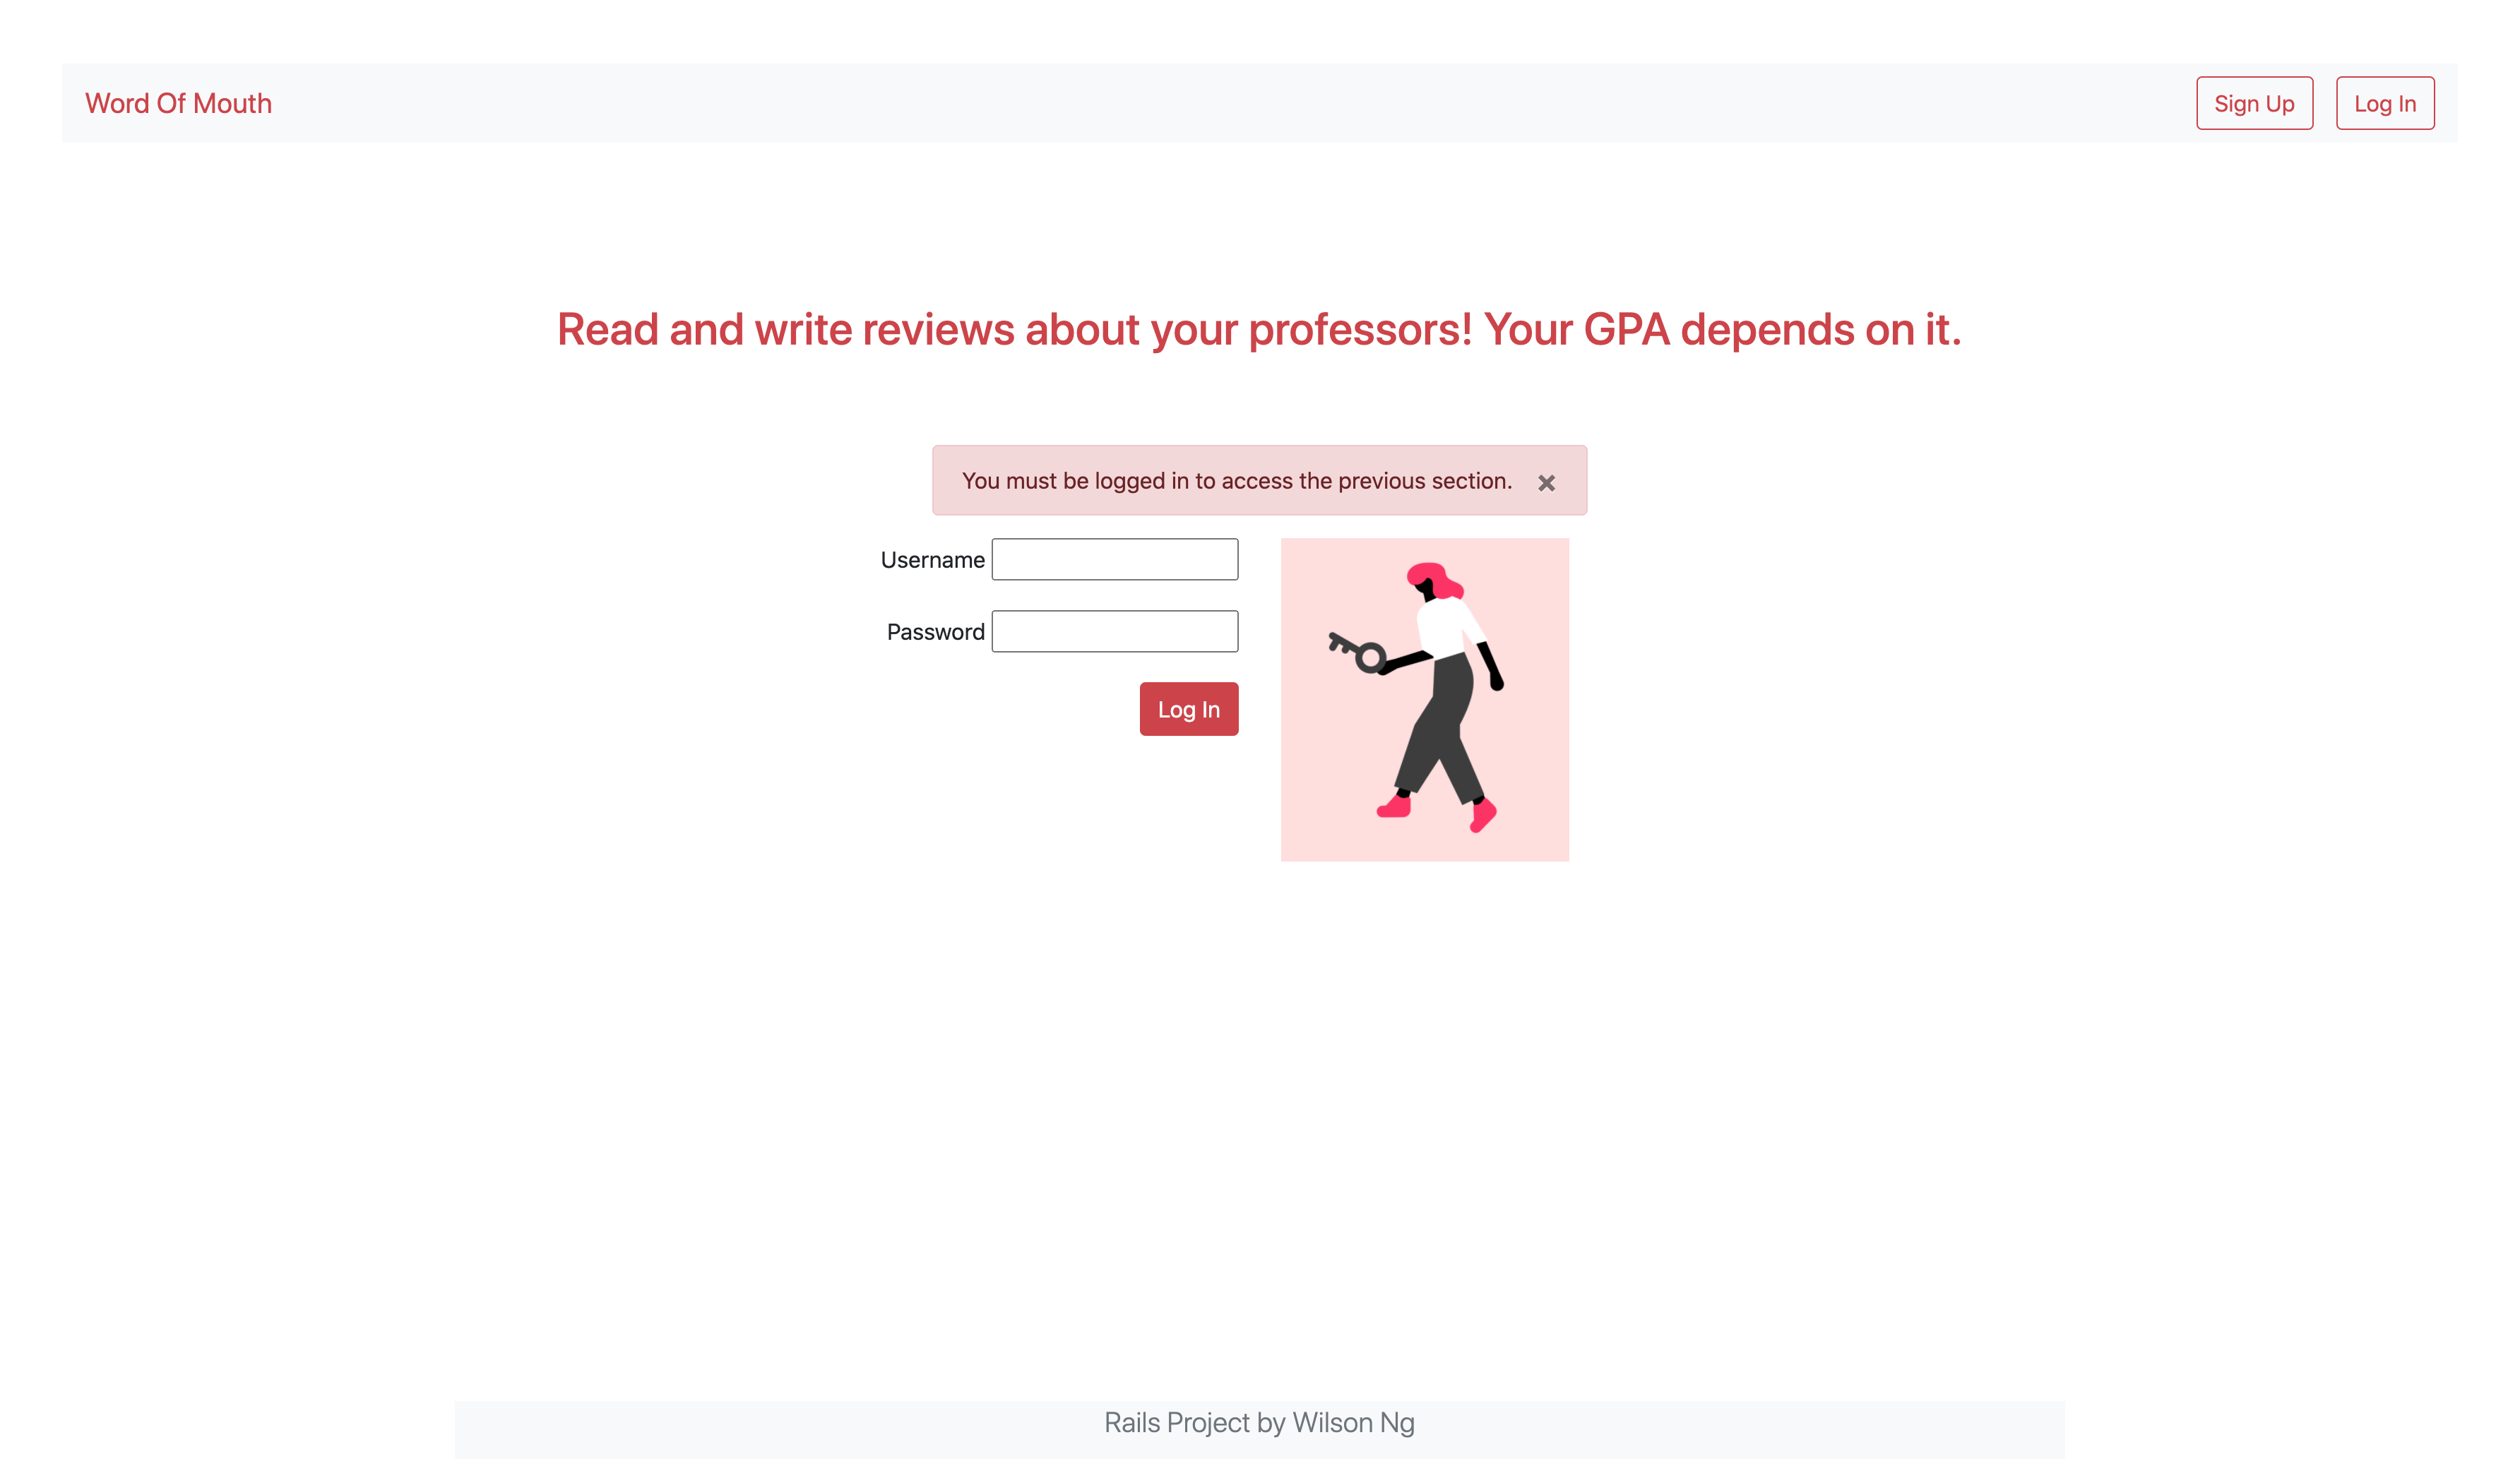 Word Of Mouth
Sign Up
Log In
Read and write reviews about your professors! Your GPA depends on it.
You must be logged in to access the previous section. ×
Username
Password
Log In
Rails Project by Wilson Ng